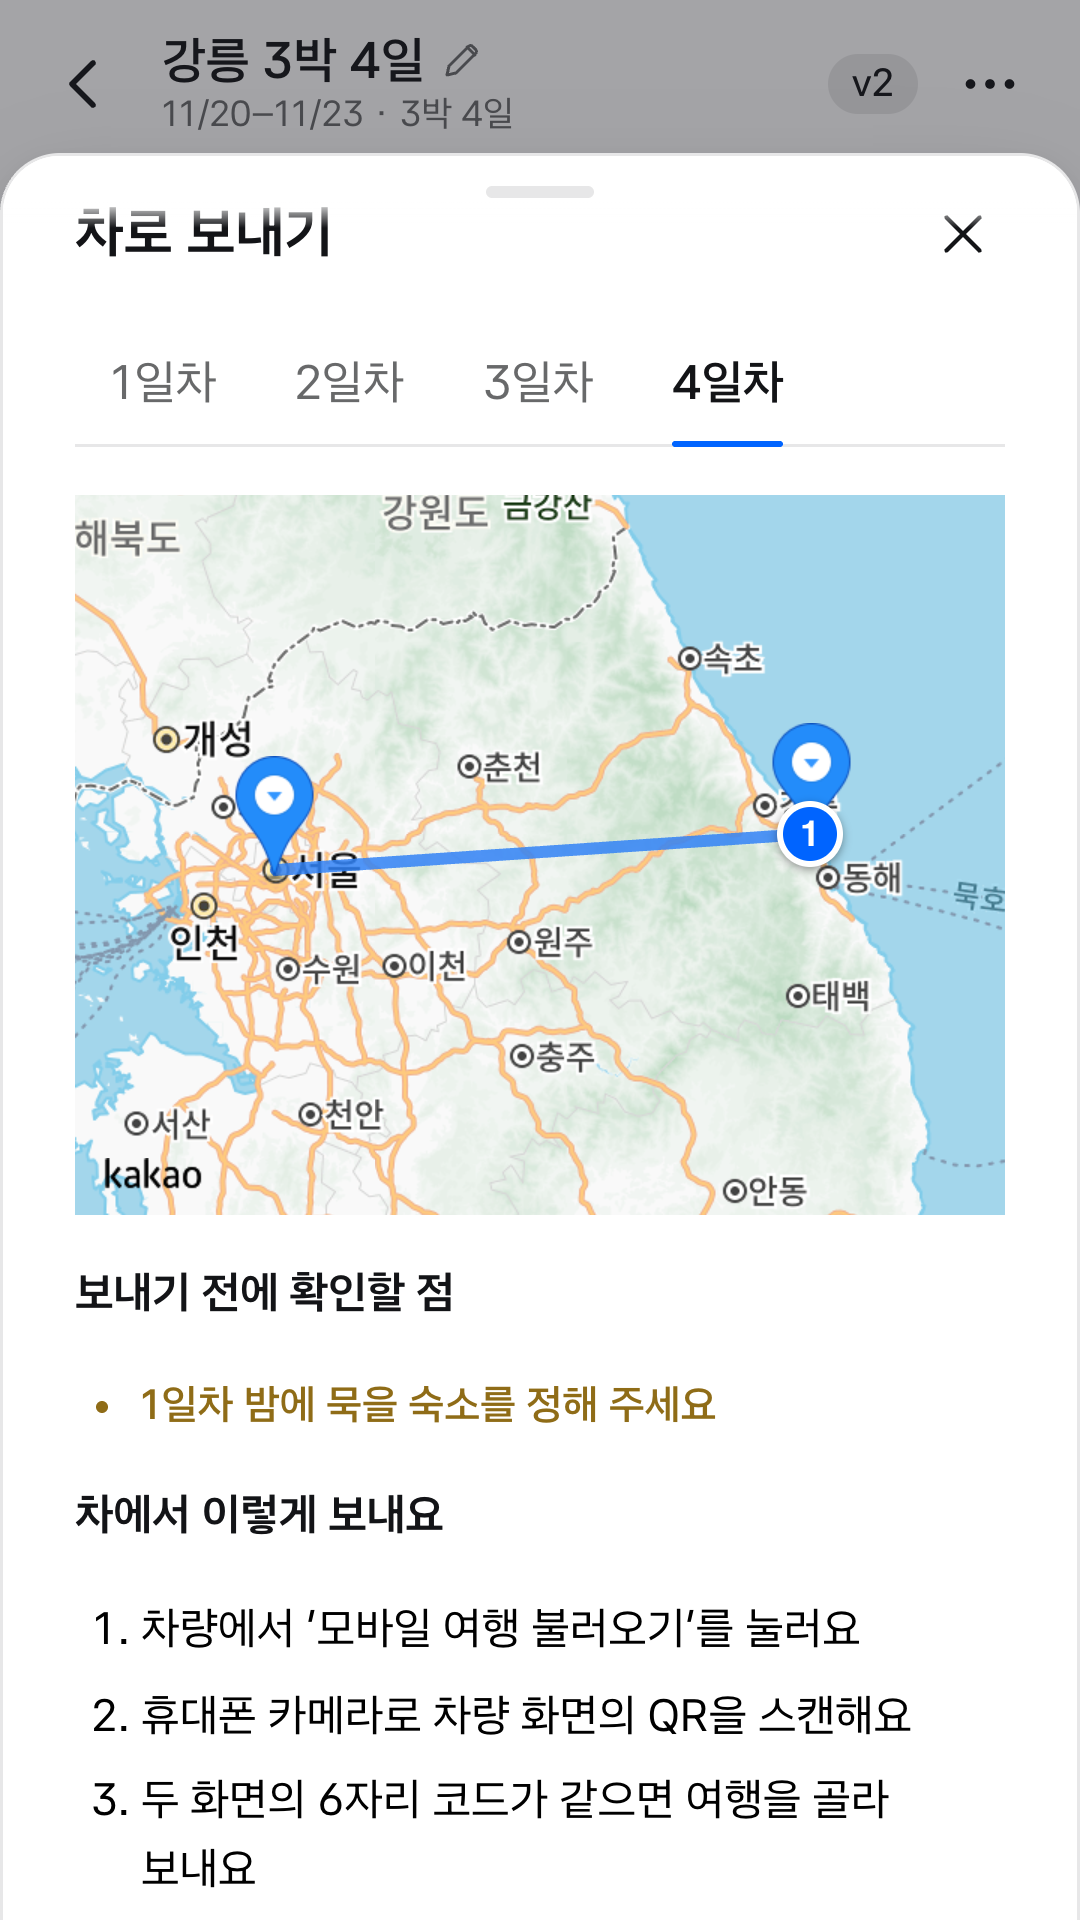 강릉 3박 4일
11/20–11/23 · 3박 4일
v2
차로 보내기
1일차 2일차 3일차 4일차
강원도 금강산
해북도
속초
개성
춘천
서울
1
동해
묵호
인천
원주
수원 이천
태백
충주
서산 천안
kakao
안동
보내기 전에 확인할 점
• 1일차 밤에 묵을 숙소를 정해 주세요
차에서 이렇게 보내요
1. 차량에서 '모바일 여행 불러오기'를 눌러요
2. 휴대폰 카메라로 차량 화면의 QR을 스캔해요
3. 두 화면의 6자리 코드가 같으면 여행을 골라
보내요